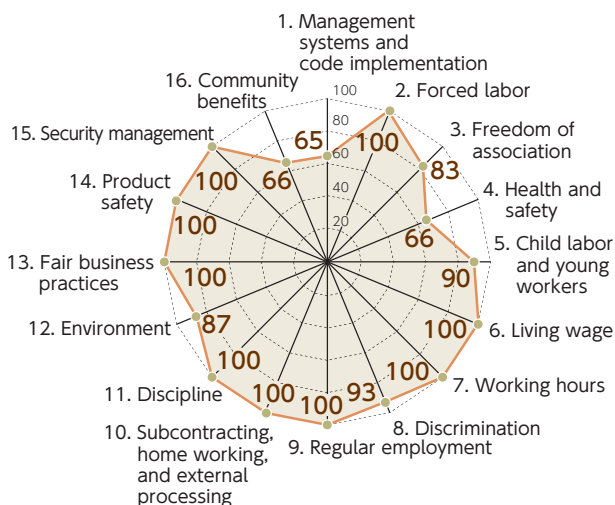 1. Management
systems and
code implementation
100
80
60
40
20
65
2. Forced labor
100
3. Freedom of
association
83
4. Health and
safety
66
5. Child labor
and young
workers
90
6. Living wage
100
7. Working hours
100
8. Discrimination
93
9. Regular employment
100
10. Subcontracting,
home working,
and external
processing
100
11. Discipline
100
12. Environment
87
13. Fair business
practices
100
14. Product
safety
100
15. Security management
100
16. Community
benefits
66